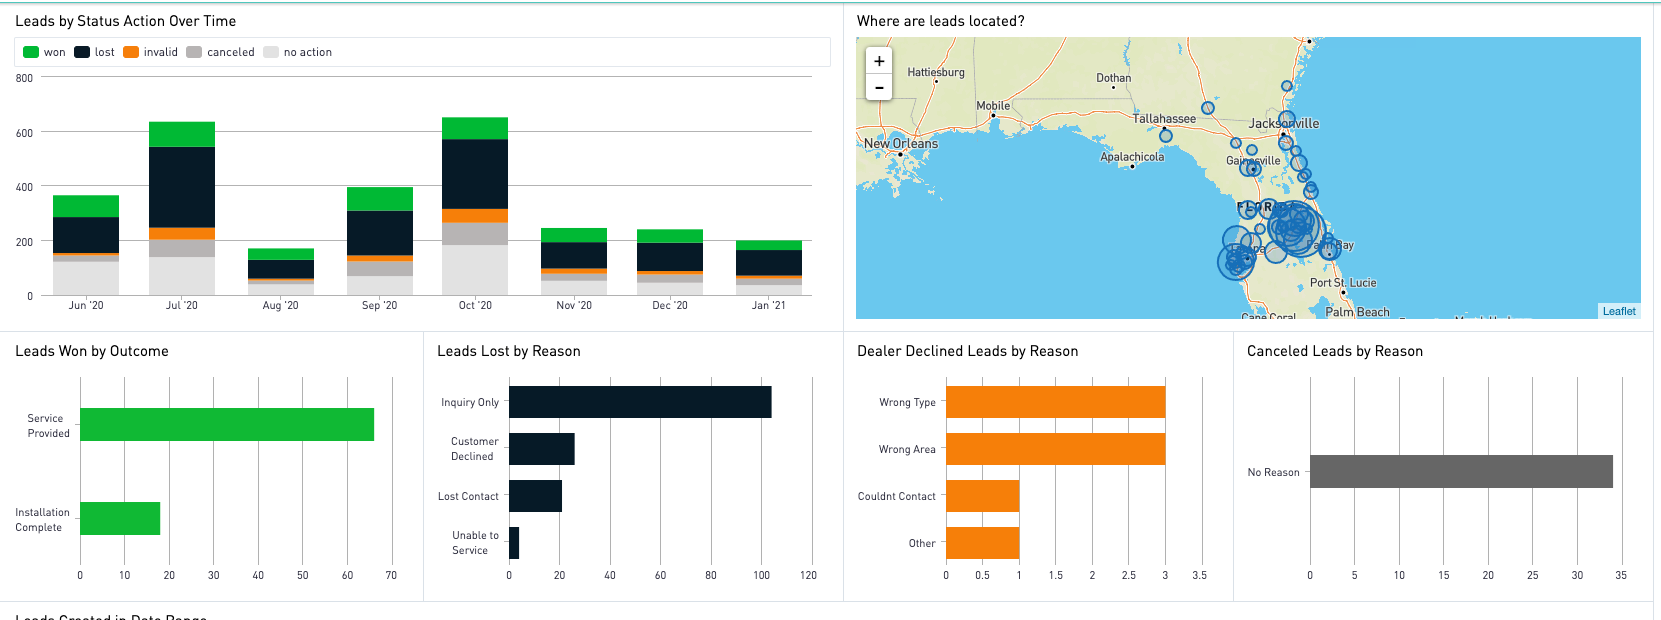 Leads by Status Action Over Time
won lost invalid canceled no action
800
600
400
200
0
Jun '20 Jul '20 Aug '20 Sep '20 Oct '20 Nov '20 Dec '20 Jan '21
Where are leads located?
+
-
Hattiesburg
Dothan
Mobile
Tallahassee
Jacksonville
New Orleans
Apalachicola
Gainesville
FLORIDA
Tampa
Palm Bay
Port St. Lucie
Cape Coral
Palm Beach
Leaflet
Leads Won by Outcome
Service
Provided
Installation
Complete
0 10 20 30 40 50 60 70
Leads Lost by Reason
Inquiry Only
Customer
Declined
Lost Contact
Unable to
Service
0 20 40 60 80 100 120
Dealer Declined Leads by Reason
Wrong Type
Wrong Area
Couldnt Contact
Other
0 0.5 1 1.5 2 2.5 3 3.5
Canceled Leads by Reason
No Reason
0 5 10 15 20 25 30 35
Leads Created in Date Range